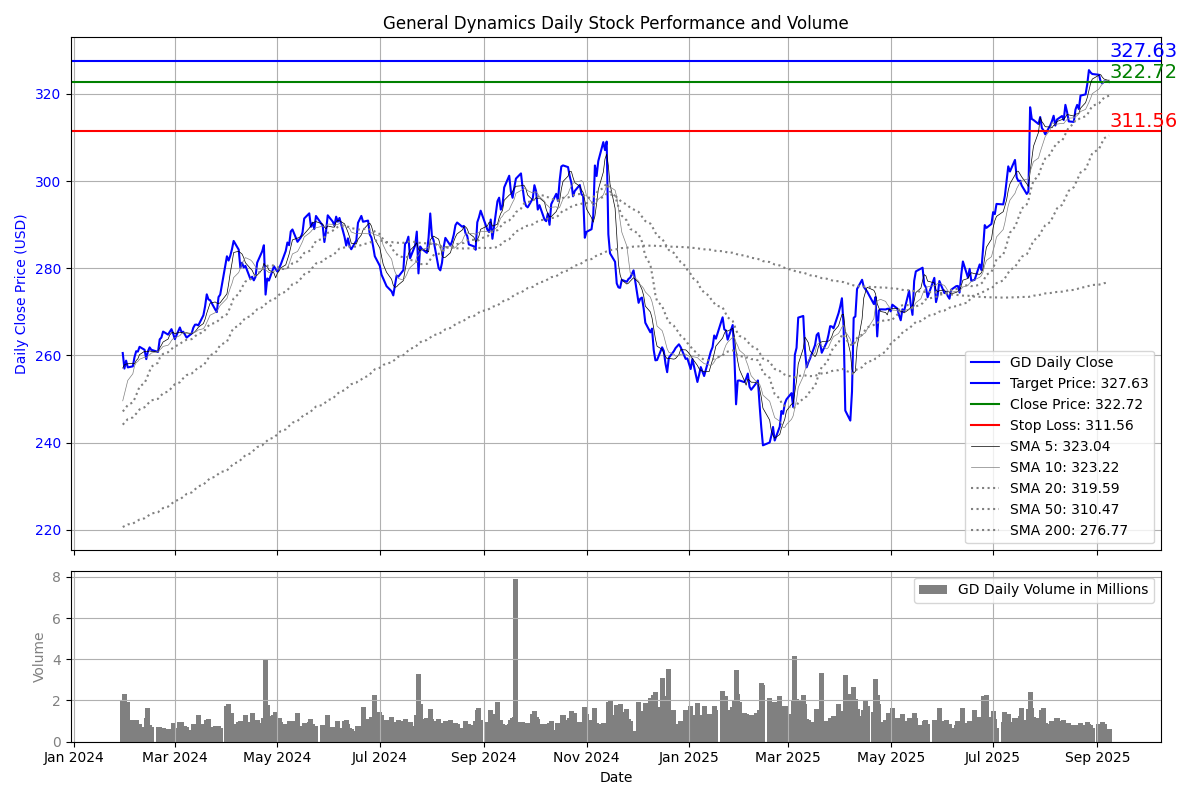 General Dynamics Daily Stock Performance and Volume
327.63
322.72
311.56
Daily Close Price (USD)
320
300
280
260
240
220
GD Daily Close
Target Price: 327.63
Close Price: 322.72
Stop Loss: 311.56
SMA 5: 323.04
SMA 10: 323.22
SMA 20: 319.59
SMA 50: 310.47
SMA 200: 276.77
Volume
8
6
4
2
0
GD Daily Volume in Millions
Jan 2024 Mar 2024 May 2024 Jul 2024 Sep 2024 Nov 2024 Jan 2025 Mar 2025 May 2025 Jul 2025 Sep 2025
Date